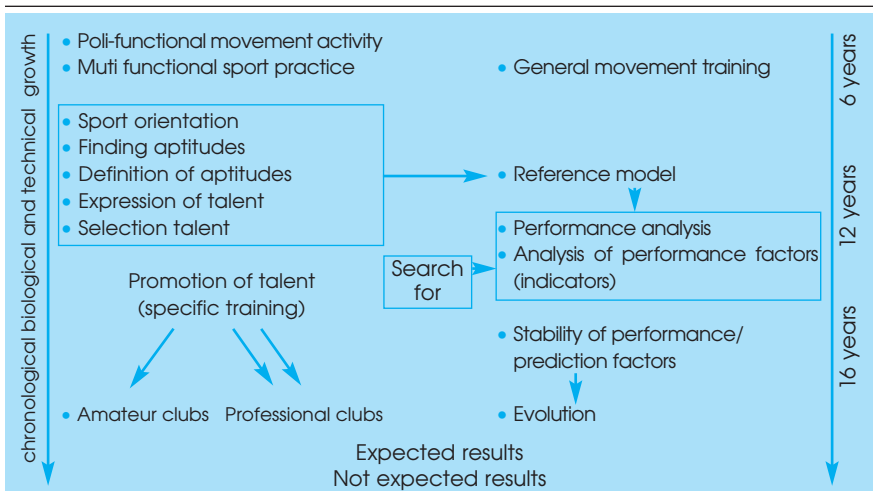 chronological biological and technical growth
• Poli-functional movement activity
• Muti functional sport practice
• General movement training
6 years
• Sport orientation
• Finding aptitudes
• Definition of aptitudes
• Expression of talent
• Selection talent
• Reference model
12 years
• Performance analysis
• Analysis of performance factors
(indicators)
Search
for
Promotion of talent
(specific training)
• Stability of performance/
prediction factors
16 years
• Amateur clubs
Professional clubs
• Evolution
Expected results
Not expected results